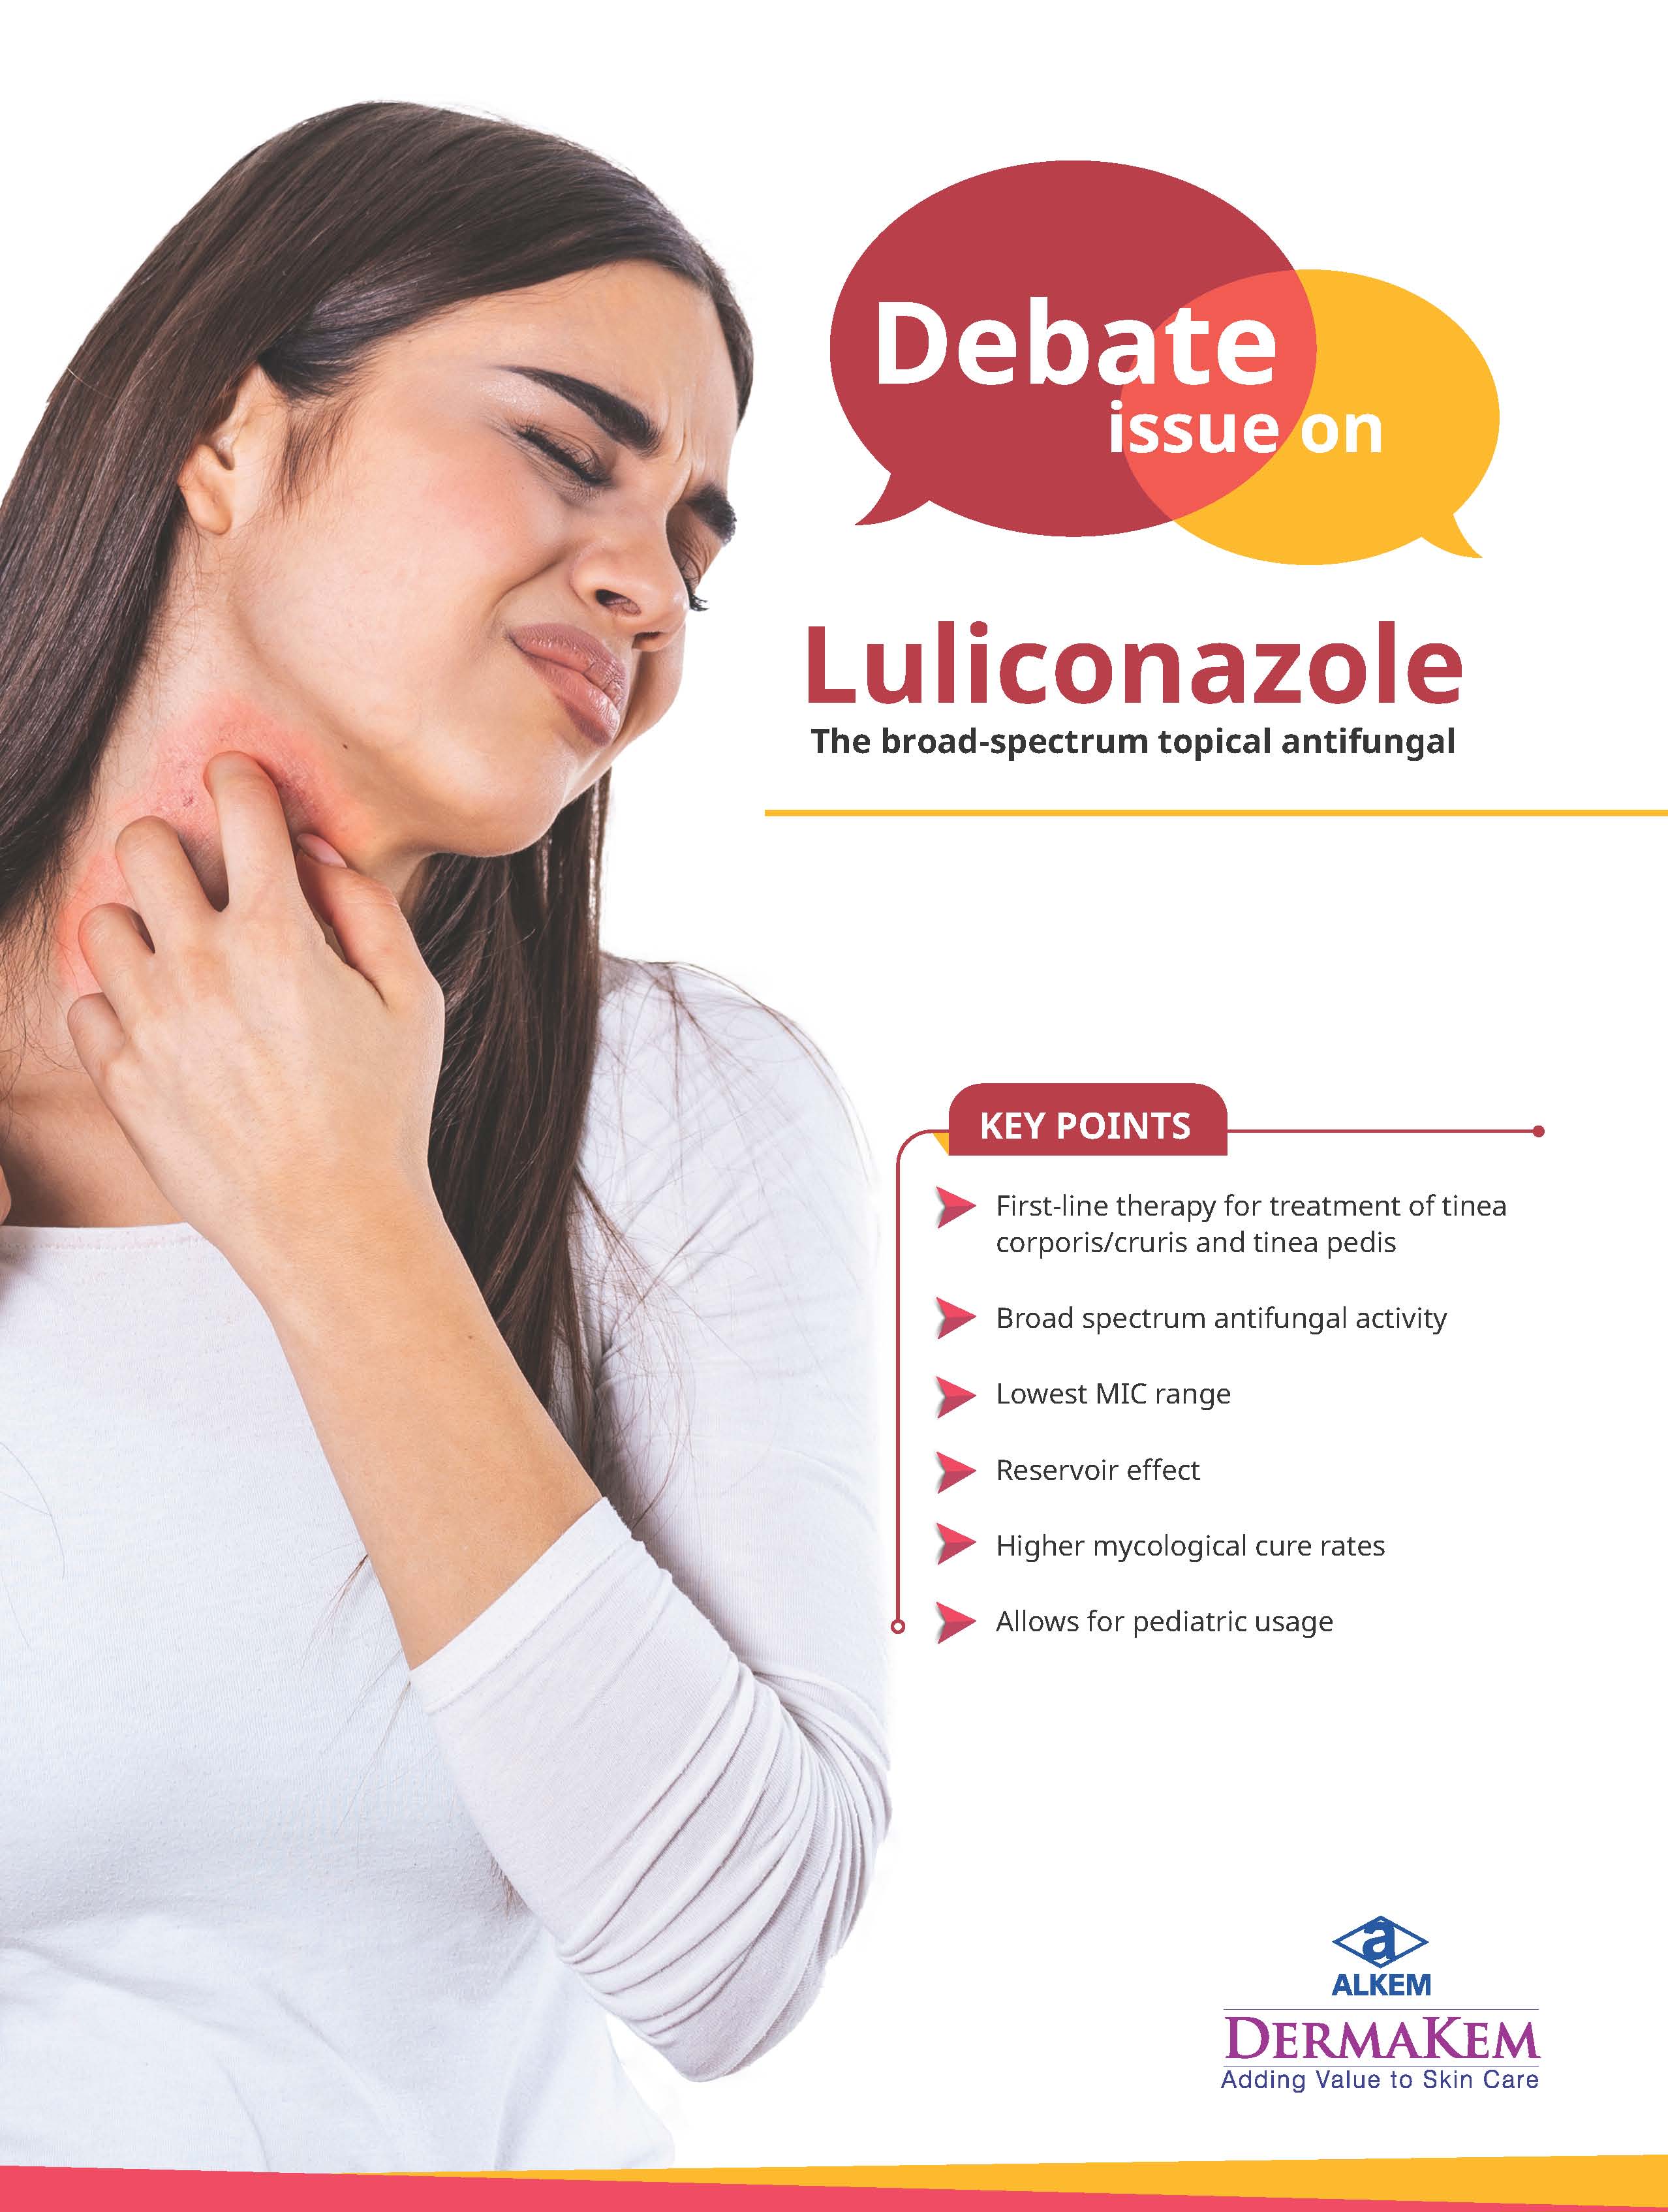 Debate
issue on
Luliconazole
The broad-spectrum topical antifungal
KEY POINTS
First-line therapy for treatment of tinea
corporis/cruris and tinea pedis
Broad spectrum antifungal activity
Lowest MIC range
Reservoir effect
Higher mycological cure rates
Allows for pediatric usage
a
ALKEM
DERMAKEM
Adding Value to Skin Care